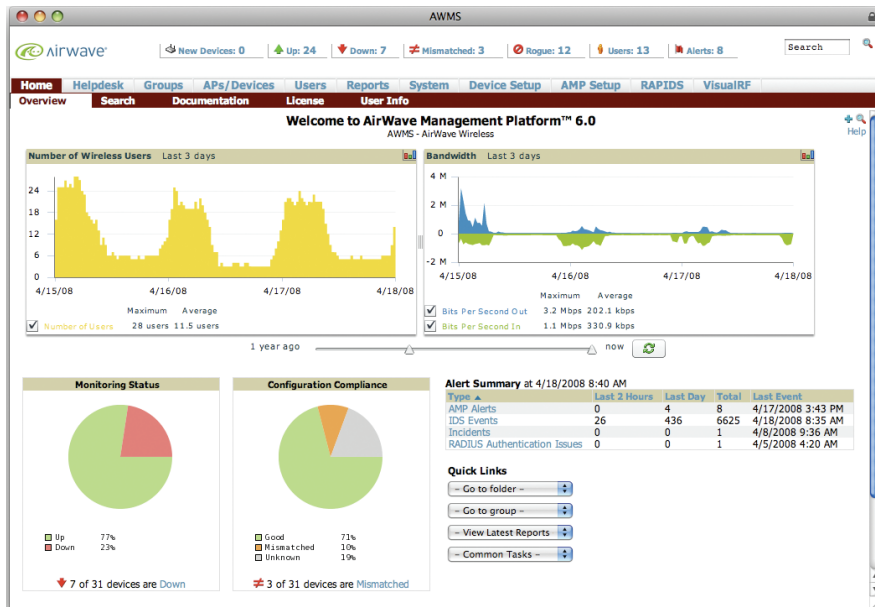 AWMS
AirWave
New Devices: 0 Up: 24 Down: 7 Mismatched: 3 Rogue: 12 Users: 13 Alerts: 8 Search
Home Helpdesk Groups APs/Devices Users Reports System Device Setup AMP Setup RAPIDS VisualRF
Overview Search Documentation License User Info
Welcome to AirWave Management Platform™ 6.0
AWMS - AirWave Wireless
Help
Number of Wireless Users Last 3 days
24
18
12
6
0
4/15/08 4/16/08 4/17/08 4/18/08
Maximum Average
Number of Users 28 users 11.5 users
Bandwidth Last 3 days
4 M
2 M
0
-2 M
4/15/08 4/16/08 4/17/08 4/18/08
Maximum Average
Bits Per Second Out 3.2 Mbps 202.1 kbps
Bits Per Second In 1.1 Mbps 330.9 kbps
1 year ago now
Monitoring Status
Up 77%
Down 23%
7 of 31 devices are Down
Configuration Compliance
Good 71%
Mismatched 10%
Unknown 19%
3 of 31 devices are Mismatched
Alert Summary at 4/18/2008 8:40 AM
Type Last 2 Hours Last Day Total Last Event
AMP Alerts 0 4 8 4/17/2008 3:43 PM
IDS Events 26 436 6625 4/18/2008 8:35 AM
Incidents 0 0 1 4/8/2008 9:36 AM
RADIUS Authentication Issues 0 0 1 4/5/2008 4:20 AM
Quick Links
- Go to folder -
- Go to group -
- View Latest Reports
- Common Tasks -